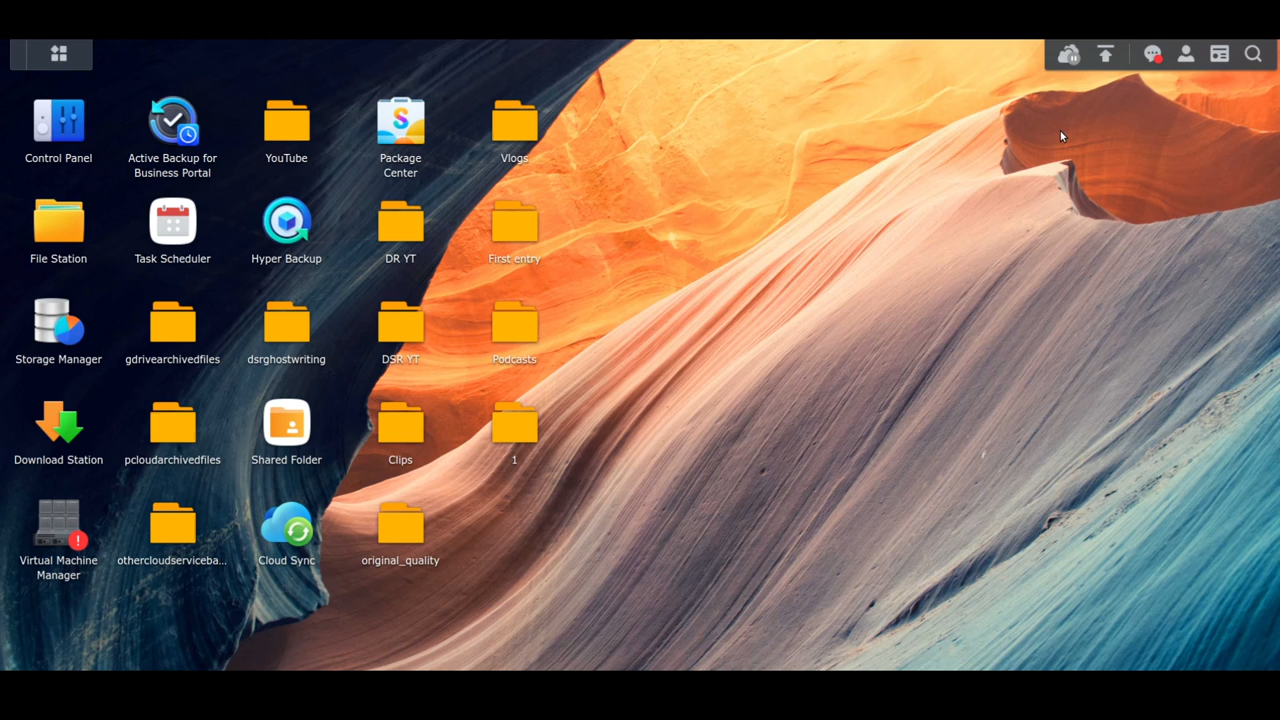 Control Panel
Active Backup for
Business Portal
YouTube
Package
Center
Vlogs
File Station
Task Scheduler
Hyper Backup
DR YT
First entry
Storage Manager
gdrivearchivedfiles
dsrghostwriting
DSR YT
Podcasts
Download Station
pcloudarchivedfiles
Shared Folder
Clips
1
Virtual Machine
Manager
othercloudserviceba...
Cloud Sync
original_quality